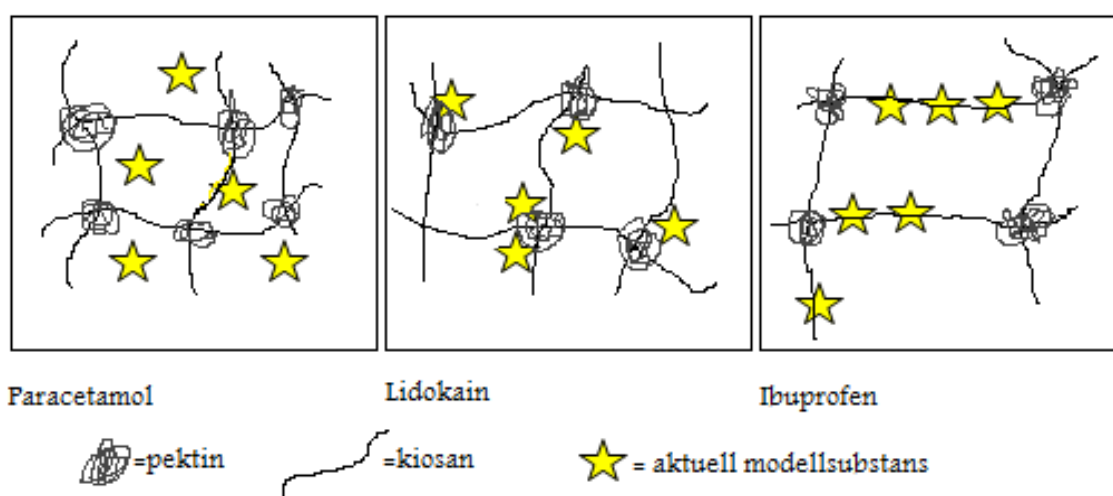 Paracetamol
Lidokain
Ibuprofen
=pektin
=kiosan
= aktuell modellsubstans